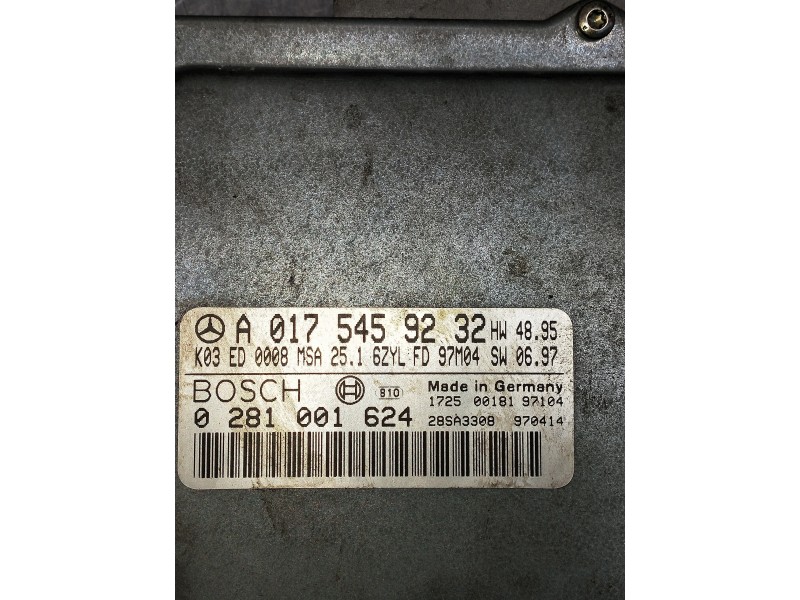 A 017 545 92 32 HW 48.95
K03 ED 0008 MSA 25.1 6ZYL FD 97M04 SW 06.97
BOSCH 910 Made in Germany
1725 00181 97104
0 281 001 624 28SA3308 970414